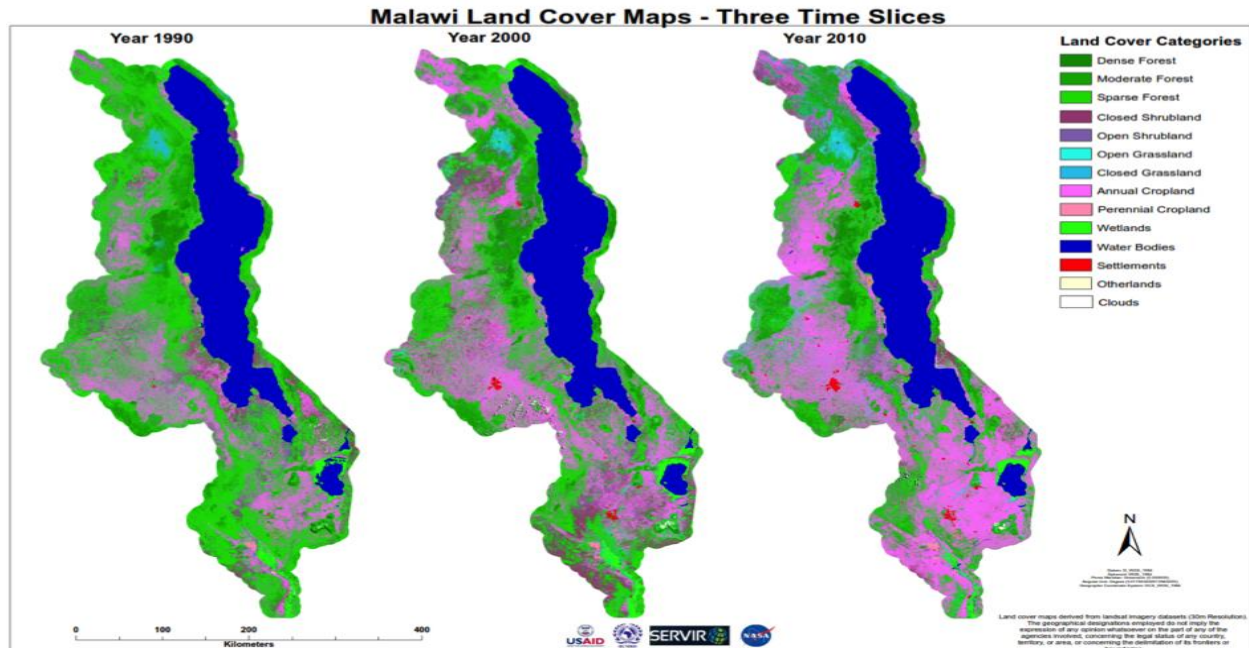 Malawi Land Cover Maps - Three Time Slices
Year 1990
Year 2000
Year 2010
Land Cover Categories
Dense Forest
Moderate Forest
Sparse Forest
Closed Shrubland
Open Shrubland
Open Grassland
Closed Grassland
Annual Cropland
Perennial Cropland
Wetlands
Water Bodies
Settlements
Otherlands
Clouds
N
0 100 200 400
Kilometers
USAID
SERVIR
NASA
Land cover maps derived from landsat imagery datasets (30m Resolution).
The geographical designations employed do not imply the
expression of any opinion whatsoever on the part of any of the
agencies involved, concerning the legal status of any country,
territory, or area, or concerning the delimitation of its frontiers or